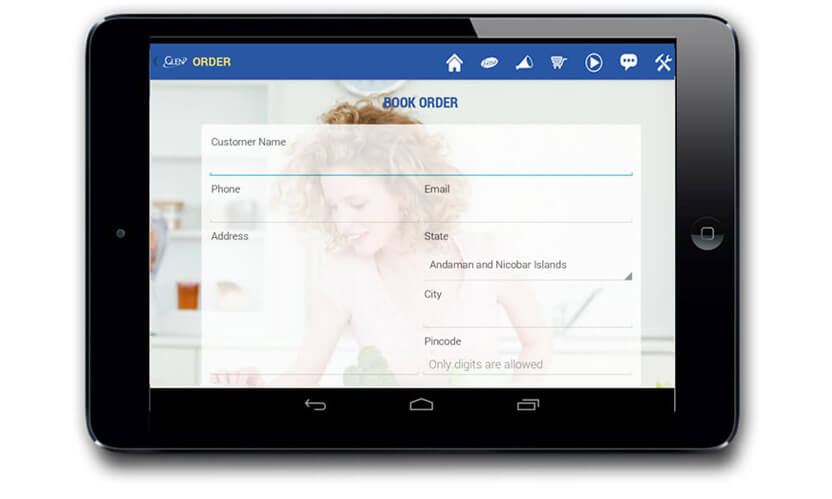 GLEN ORDER
BOOK ORDER
Customer Name
Phone
Email
Address
State
Andaman and Nicobar Islands
City
Pincode
Only digits are allowed